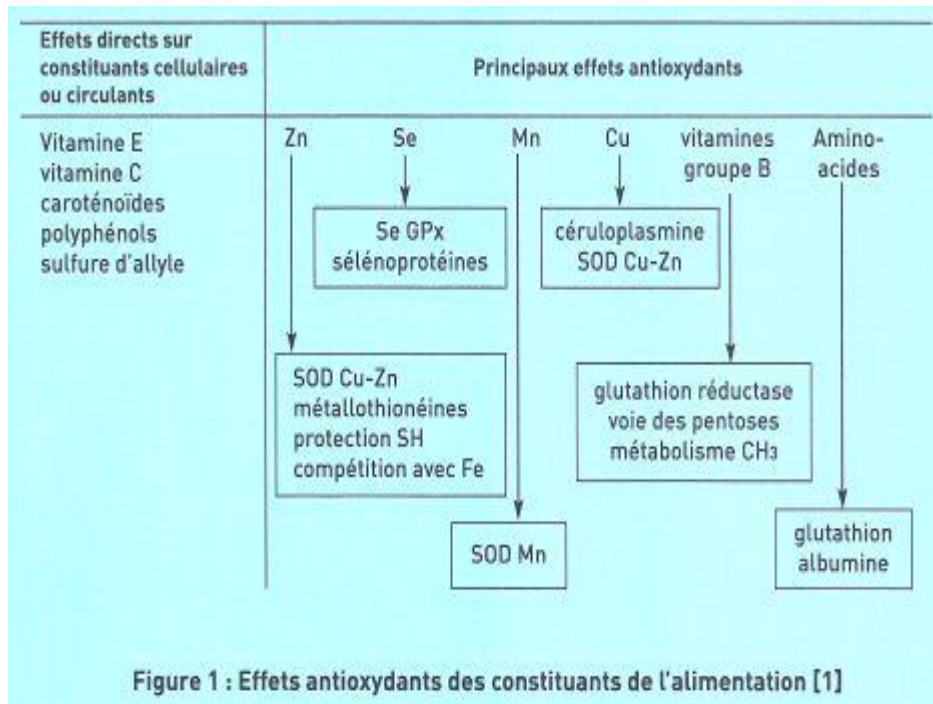 Effets directs sur
constituants cellulaires
ou circulants
Principaux effets antioxydants
Vitamine E
vitamine C
caroténoïdes
polyphénols
sulfure d'allyle
Zn
Se
Mn
Cu
vitamines
groupe B
Amino-
acides
Se GPx
sélénoprotéines
céruloplasmine
SOD Cu-Zn
SOD Cu-Zn
métallothionéines
protection SH
compétition avec Fe
glutathion réductase
voie des pentoses
métabolisme CH₃
SOD Mn
glutathion
albumine
Figure 1 : Effets antioxydants des constituants de l'alimentation [1]